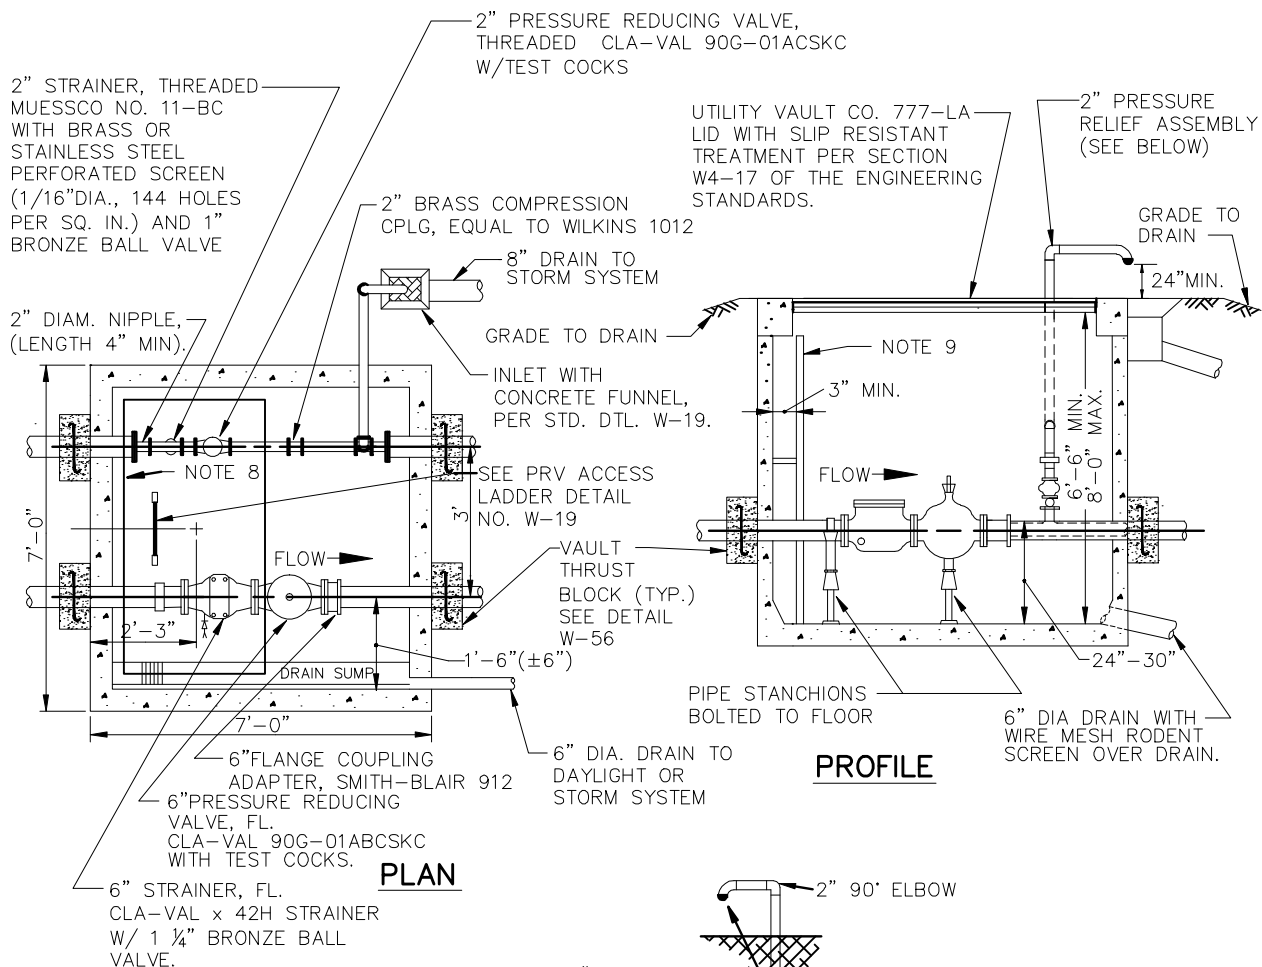 2” PRESSURE REDUCING VALVE,
THREADED CLA-VAL 90G-01ACSKC
W/TEST COCKS
2” STRAINER, THREADED
MUESSCO NO. 11-BC
WITH BRASS OR
STAINLESS STEEL
PERFORATED SCREEN
(1/16”DIA., 144 HOLES
PER SQ. IN.) AND 1”
BRONZE BALL VALVE
UTILITY VAULT CO. 777-LA
LID WITH SLIP RESISTANT
TREATMENT PER SECTION
W4-17 OF THE ENGINEERING
STANDARDS.
2” PRESSURE
RELIEF ASSEMBLY
(SEE BELOW)
2” BRASS COMPRESSION
CPLG, EQUAL TO WILKINS 1012
GRADE TO
DRAIN
8” DRAIN TO
STORM SYSTEM
24”MIN.
2” DIAM. NIPPLE,
(LENGTH 4” MIN).
GRADE TO DRAIN
NOTE 9
INLET WITH
CONCRETE FUNNEL,
PER STD. DTL. W-19.
3” MIN.
6’-6” MIN.
8’-0” MAX.
NOTE 8
SEE PRV ACCESS
LADDER DETAIL
NO. W-19
3’
FLOW
7’-0”
FLOW
VAULT
THRUST
BLOCK (TYP.)
SEE DETAIL
W-56
2’-3”
1’-6”(±6”)
24”-30”
DRAIN SUMP
7’-0”
PIPE STANCHIONS
BOLTED TO FLOOR
6” DIA DRAIN WITH
WIRE MESH RODENT
SCREEN OVER DRAIN.
6”FLANGE COUPLING
ADAPTER, SMITH-BLAIR 912
6” DIA. DRAIN TO
DAYLIGHT OR
STORM SYSTEM
PROFILE
6”PRESSURE REDUCING
VALVE, FL.
CLA-VAL 90G-01ABCSKC
WITH TEST COCKS.
PLAN
6” STRAINER, FL.
CLA-VAL x 42H STRAINER
W/ 1 ¼” BRONZE BALL
VALVE.
2” 90° ELBOW